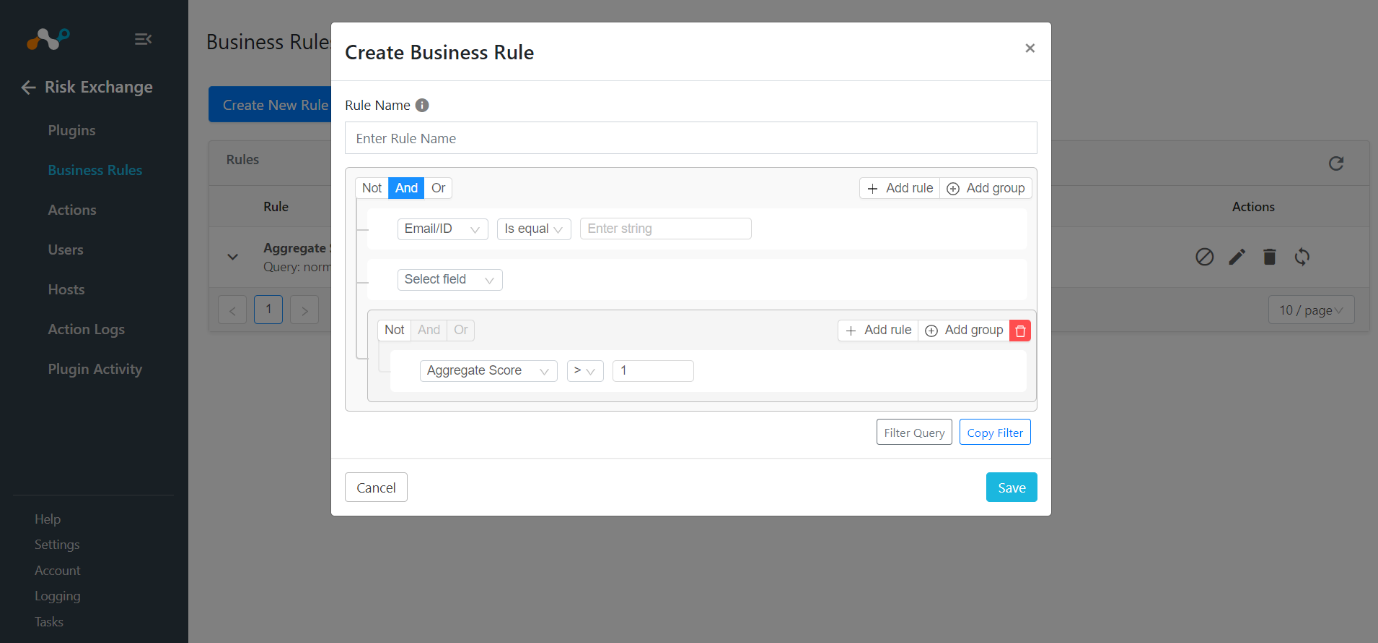 Risk Exchange
Plugins
Business Rules
Actions
Users
Hosts
Action Logs
Plugin Activity
Help
Settings
Account
Logging
Tasks
Business Rule
Create New Rule
Rules
Rule
Actions
Aggregate
Query: norm
< 1 >
10 / page
Create Business Rule
Rule Name
Enter Rule Name
Not And Or + Add rule Add group
Email/ID Is equal Enter string
Select field
Not And Or + Add rule Add group
Aggregate Score > 1
Filter Query Copy Filter
Cancel Save